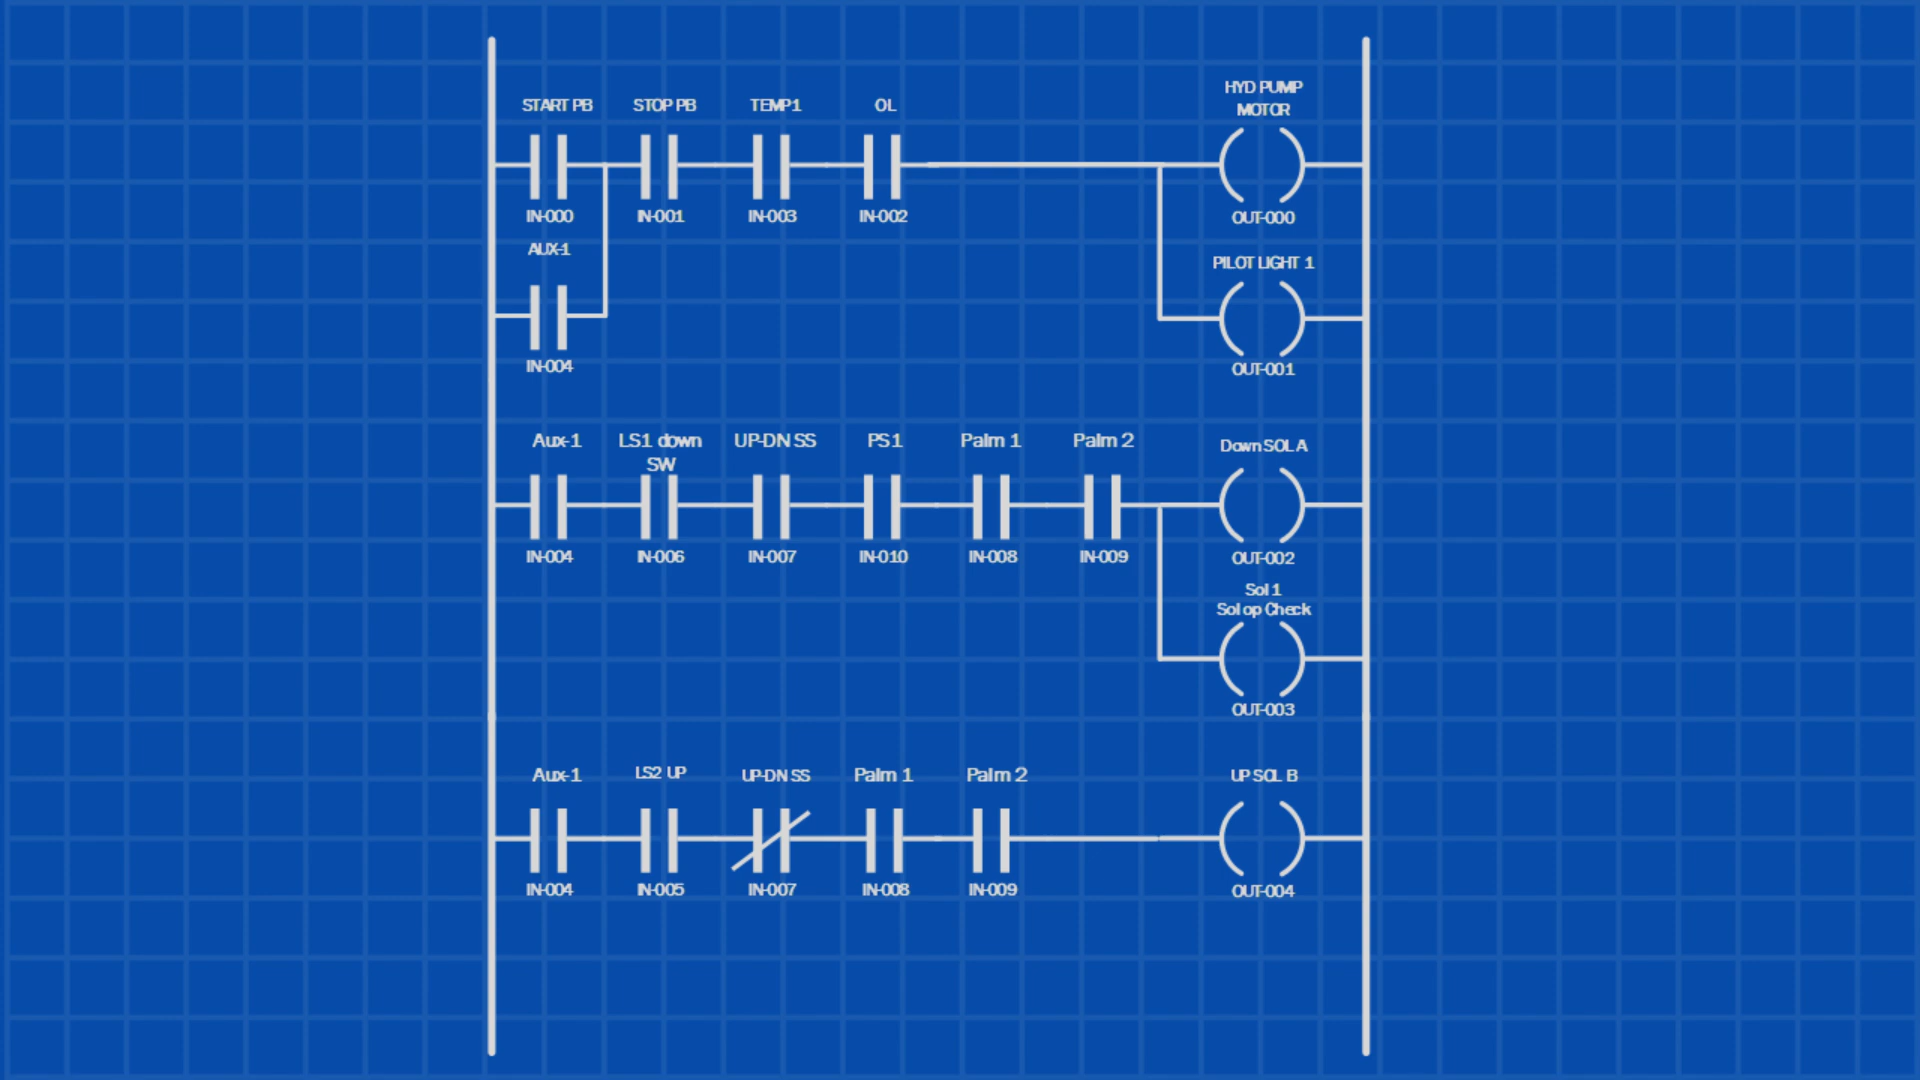 START PB STOP PB TEMP1 OL HYD PUMP
MOTOR
IN-000 IN-001 IN-003 IN-002 OUT-000
AUX-1
PILOT LIGHT 1
IN-004 OUT-001
Aux-1 LS1 down UP-DN SS PS1 Palm 1 Palm 2 Down SOL A
SW
IN-004 IN-006 IN-007 IN-010 IN-008 IN-009 OUT-002
Sol 1
Sol op Check
OUT-003
Aux-1 LS2 UP UP-DN SS Palm 1 Palm 2 UP SOL B
IN-004 IN-005 IN-007 IN-008 IN-009 OUT-004